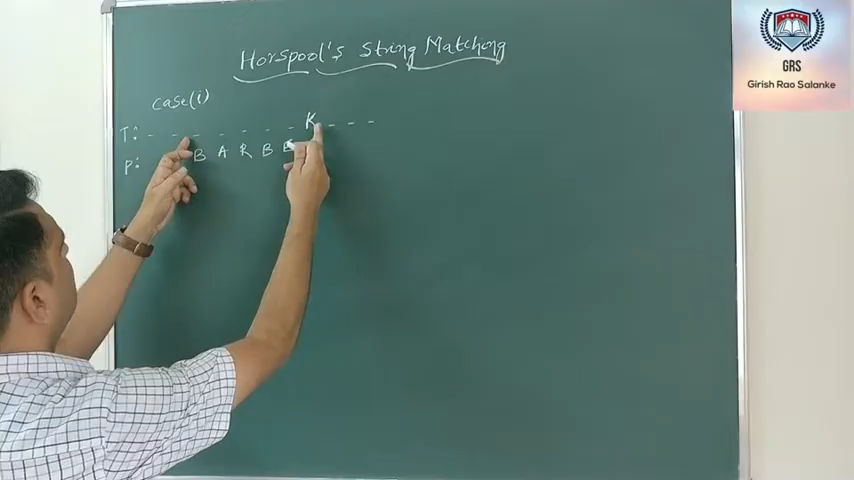 Horspool's String Matching
case(i)
T: - - - - - - - K - - -
P: B A R B E
GRS
Girish Rao Salanke